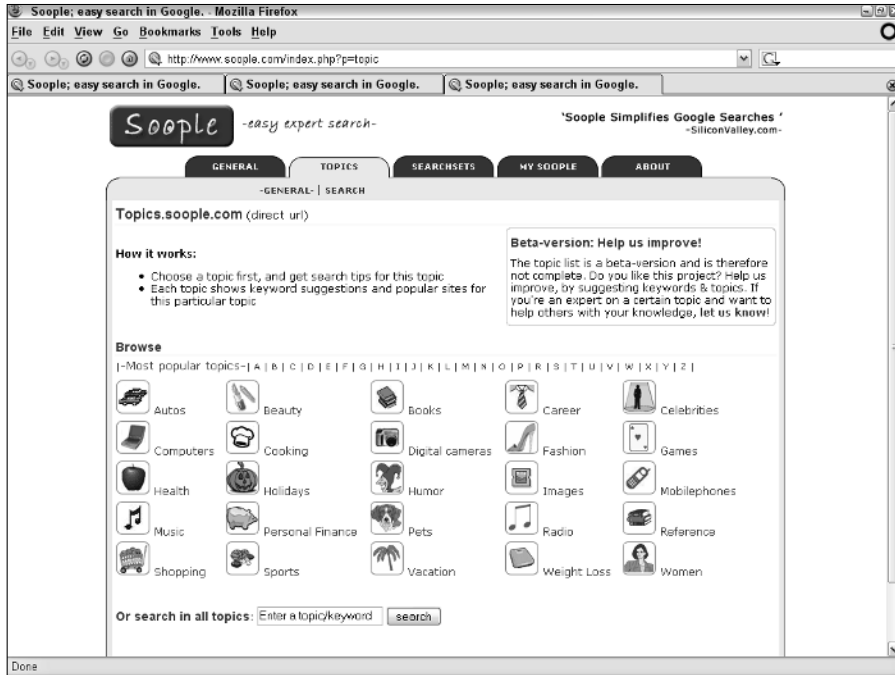 Soople; easy search in Google. - Mozilla Firefox
File Edit View Go Bookmarks Tools Help
http://www.soople.com/index.php?p=topic
Soople; easy search in Google. Soople; easy search in Google. Soople; easy search in Google.
Soople -easy expert search-
'Soople Simplifies Google Searches '
-SiliconValley.com-
GENERAL TOPICS SEARCHSETS MY SOOPLE ABOUT
-GENERAL- | SEARCH
Topics.soople.com (direct url)
How it works:
• Choose a topic first, and get search tips for this topic
• Each topic shows keyword suggestions and popular sites for
this particular topic
Beta-version: Help us improve!
The topic list is a beta-version and is therefore
not complete. Do you like this project? Help us
improve, by suggesting keywords & topics. If
you're an expert on a certain topic and want to
help others with your knowledge, let us know!
Browse
|-Most popular topics-| A | B | C | D | E | F | G | H | I | J | K | L | M | N | O | P | R | S | T | U | V | W | X | Y | Z |
Autos Beauty Books Career Celebrities
Computers Cooking Digital cameras Fashion Games
Health Holidays Humor Images Mobilephones
Music Personal Finance Pets Radio Reference
Shopping Sports Vacation Weight Loss Women
Or search in all topics: Enter a topic/keyword search
Done